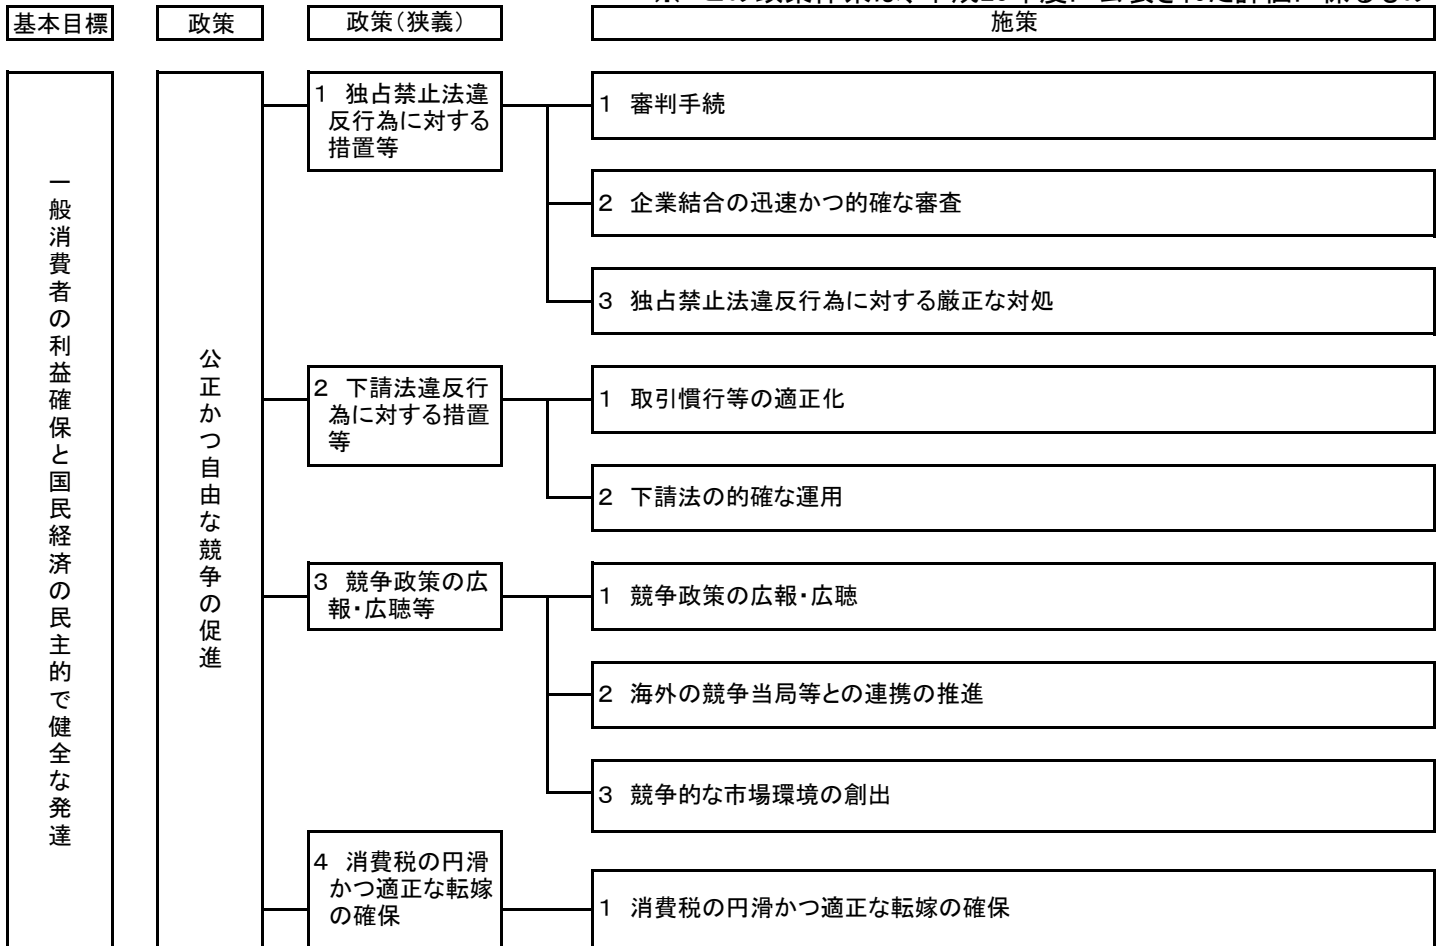 基本目標
政策
政策（狭義）
施策
一般消費者の利益確保と国民経済の民主的で健全な発達
公正かつ自由な競争の促進
1　独占禁止法違
反行為に対する
措置等
1　審判手続
2　企業結合の迅速かつ的確な審査
3　独占禁止法違反行為に対する厳正な対処
2　下請法違反行
為に対する措置
等
1　取引慣行等の適正化
2　下請法の的確な運用
3　競争政策の広
報・広聴等
1　競争政策の広報・広聴
2　海外の競争当局等との連携の推進
3　競争的な市場環境の創出
4　消費税の円滑
かつ適正な転嫁
の確保
1　消費税の円滑かつ適正な転嫁の確保